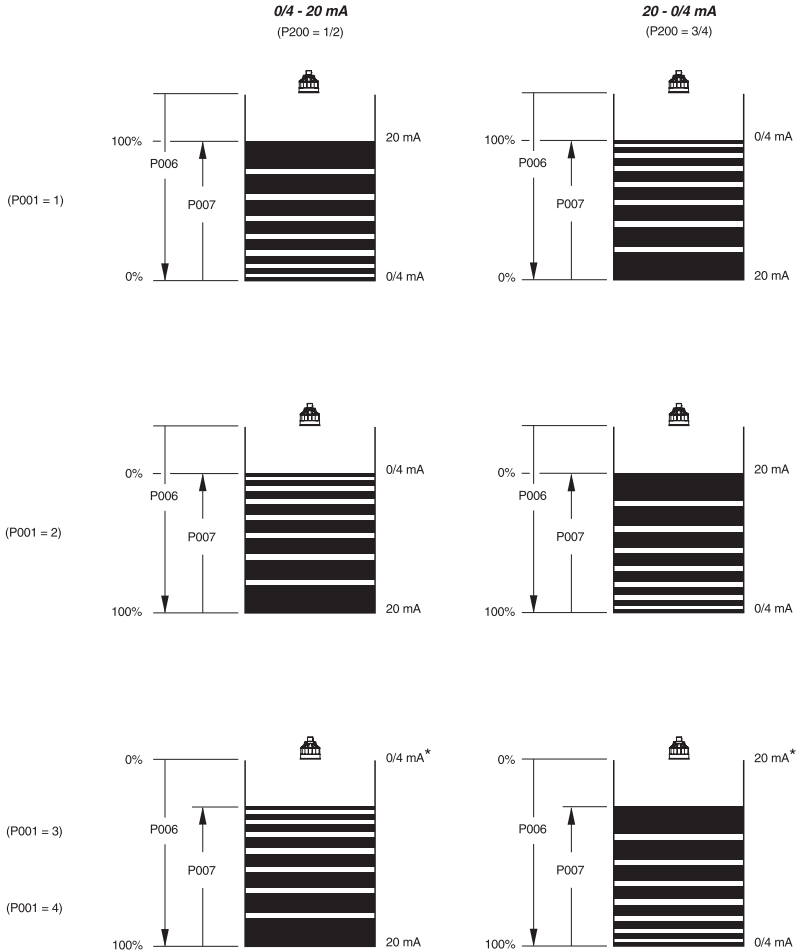 0/4 - 20 mA
(P200 = 1/2)
20 - 0/4 mA
(P200 = 3/4)
(P001 = 1)
100%
P006
P007
0%
20 mA
0/4 mA
100%
P006
P007
0%
0/4 mA
20 mA
(P001 = 2)
0%
P006
P007
100%
0/4 mA
20 mA
0%
P006
P007
100%
20 mA
0/4 mA
(P001 = 3)
(P001 = 4)
0%
P006
P007
100%
0/4 mA*
20 mA
0%
P006
P007
100%
20 mA*
0/4 mA